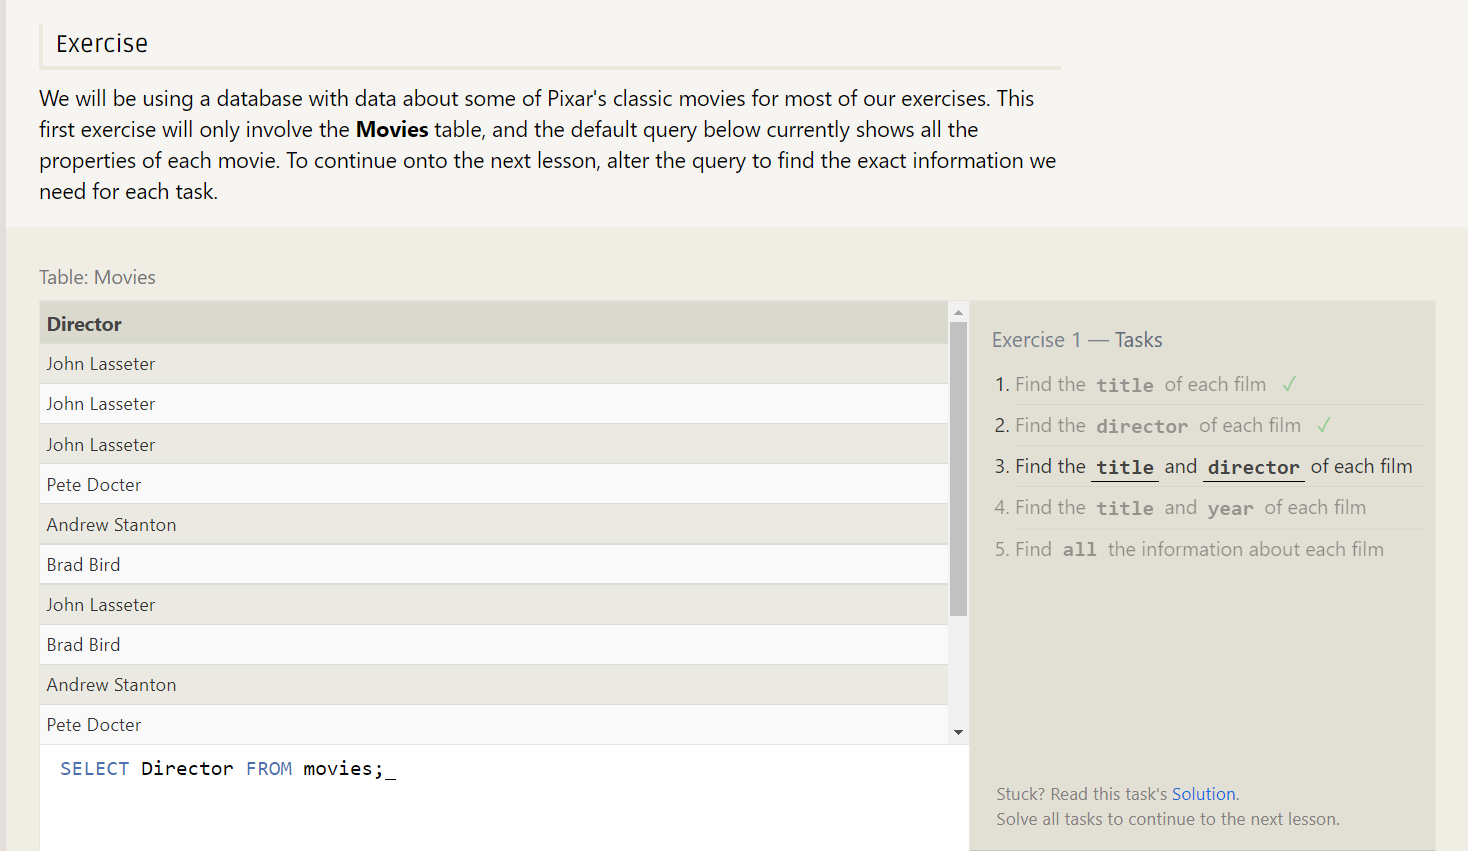 Exercise
We will be using a database with data about some of Pixar's classic movies for most of our exercises. This
first exercise will only involve the Movies table, and the default query below currently shows all the
properties of each movie. To continue onto the next lesson, alter the query to find the exact information we
need for each task.
Table: Movies
Director
John Lasseter
John Lasseter
John Lasseter
Pete Docter
Andrew Stanton
Brad Bird
John Lasseter
Brad Bird
Andrew Stanton
Pete Docter
SELECT Director FROM movies;_
Exercise 1 — Tasks
1. Find the title of each film ✓
2. Find the director of each film ✓
3. Find the title and director of each film
4. Find the title and year of each film
5. Find all the information about each film
Stuck? Read this task's Solution.
Solve all tasks to continue to the next lesson.